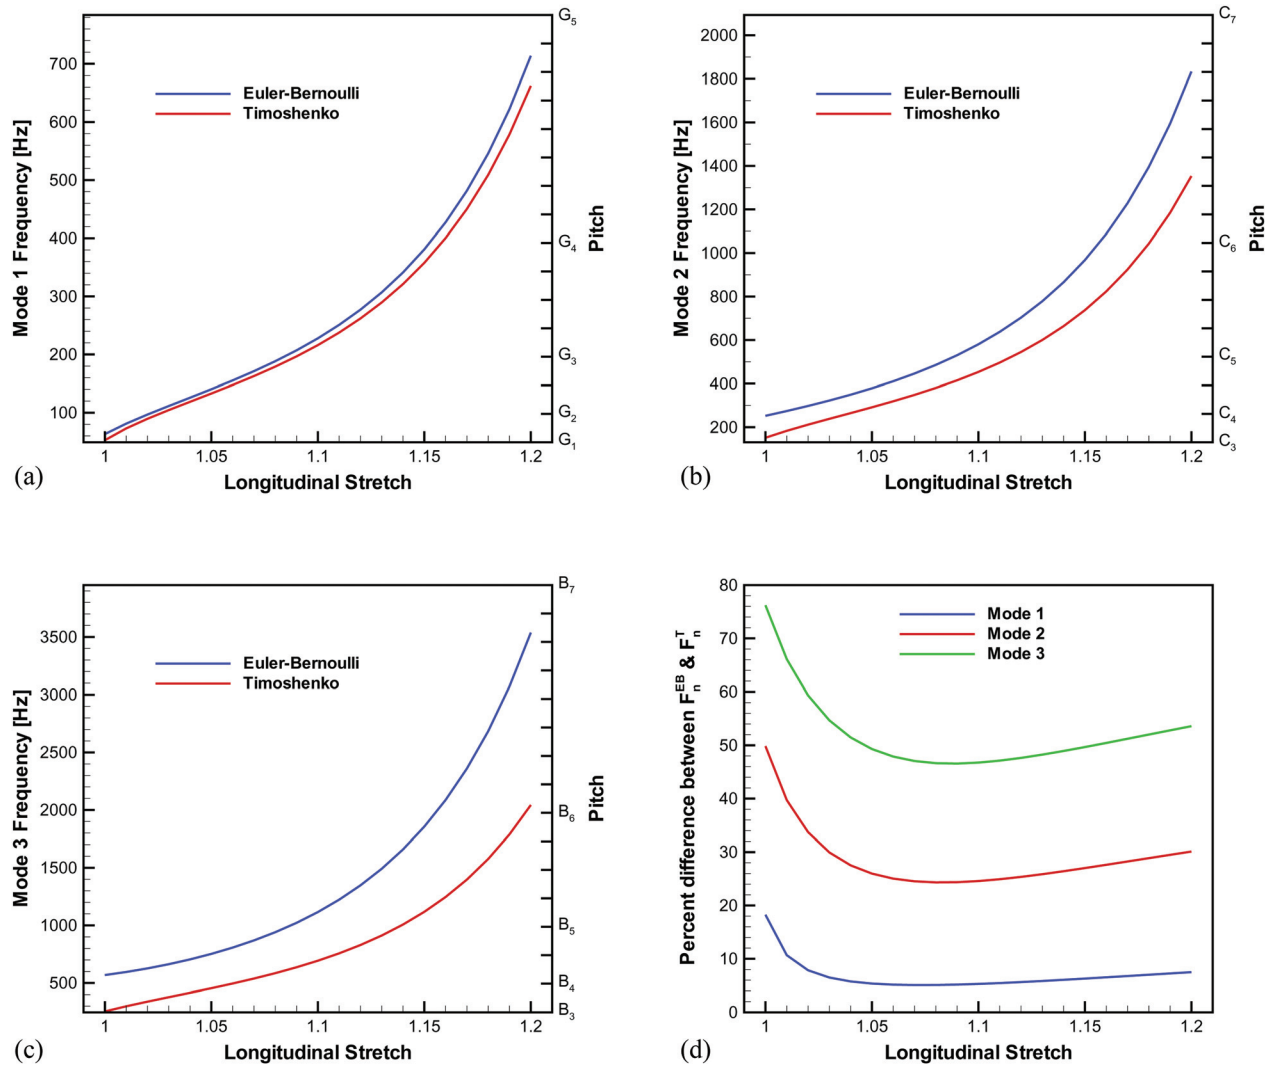 G5
700
600
500
400
300
200
100
Mode 1 Frequency [Hz]
Euler-Bernoulli
Timoshenko
G4
G3
G2
G1
Pitch
1
1.05
1.1
1.15
1.2
Longitudinal Stretch
(a)
C7
2000
1800
1600
1400
1200
1000
800
600
400
200
Mode 2 Frequency [Hz]
Euler-Bernoulli
Timoshenko
C6
C5
C4
C3
Pitch
1
1.05
1.1
1.15
1.2
Longitudinal Stretch
(b)
B7
3500
3000
2500
2000
1500
1000
500
Mode 3 Frequency [Hz]
Euler-Bernoulli
Timoshenko
B6
B5
B4
B3
Pitch
1
1.05
1.1
1.15
1.2
Longitudinal Stretch
(c)
80
70
60
50
40
30
20
10
0
Percent difference between F_n^EB & F_n^T
Mode 1
Mode 2
Mode 3
1
1.05
1.1
1.15
1.2
Longitudinal Stretch
(d)